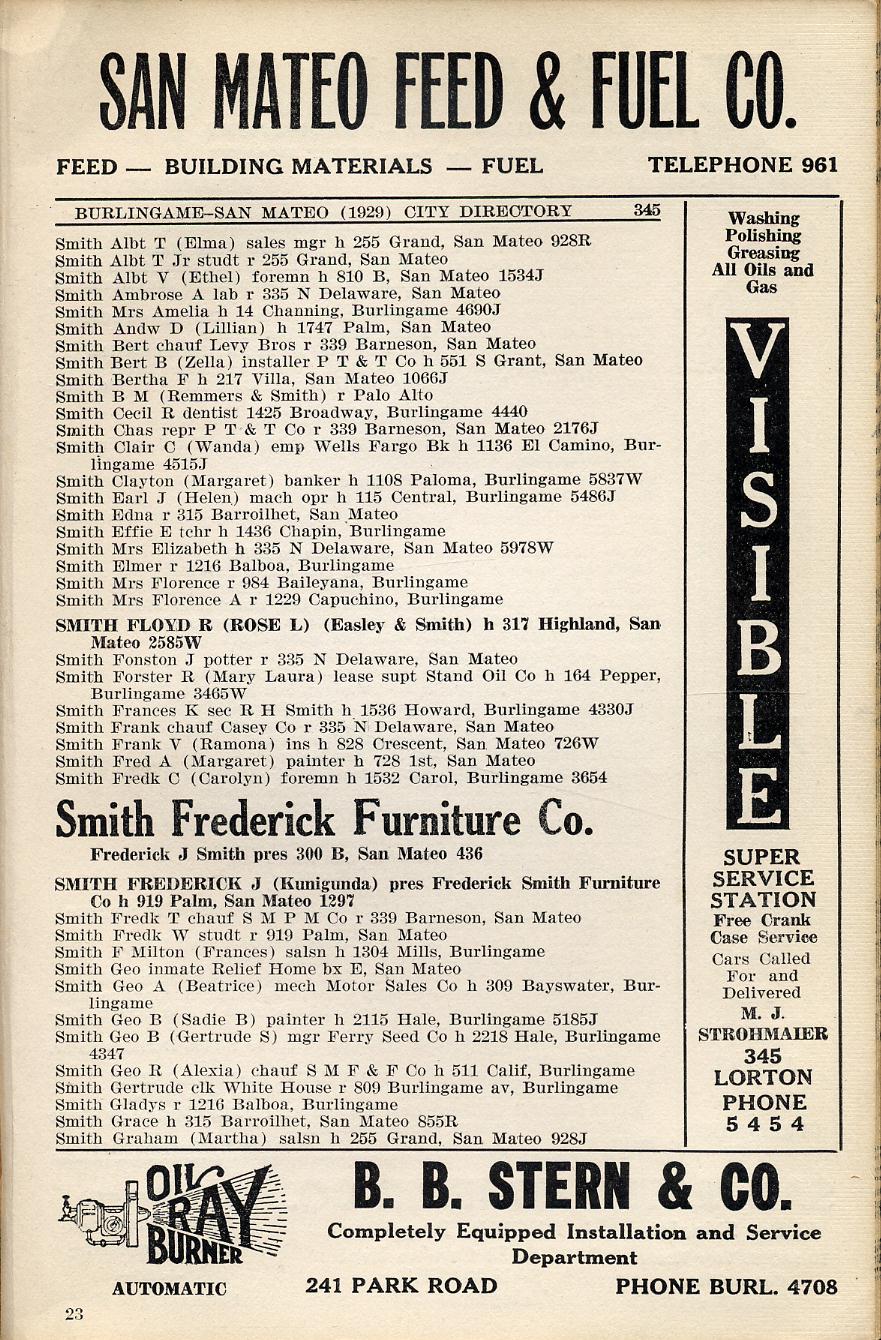 SAN MATEO FEED & FUEL CO.
FEED — BUILDING MATERIALS — FUEL TELEPHONE 961
BURLINGAME–SAN MATEO (1929) CITY DIRECTORY 345
Smith Albt T (Elma) sales mgr h 255 Grand, San Mateo 928R
Smith Albt T Jr studt r 255 Grand, San Mateo
Smith Albt V (Ethel) foremn h 810 B, San Mateo 1534J
Smith Ambrose A lab r 335 N Delaware, San Mateo
Smith Mrs Amelia h 14 Channing, Burlingame 4690J
Smith Andw D (Lillian) h 1747 Palm, San Mateo
Smith Bert chauf Levy Bros r 339 Barneson, San Mateo
Smith Bert B (Zella) installer P T & T Co h 551 S Grant, San Mateo
Smith Bertha F h 217 Villa, San Mateo 1066J
Smith B M (Remmers & Smith) r Palo Alto
Smith Cecil R dentist 1425 Broadway, Burlingame 4440
Smith Chas repr P T & T Co r 339 Barneson, San Mateo 2176J
Smith Clair C (Wanda) emp Wells Fargo Bk h 1136 El Camino, Bur-
lingame 4515J
Smith Clayton (Margaret) banker h 1108 Paloma, Burlingame 5837W
Smith Earl J (Helen) mach opr h 115 Central, Burlingame 5486J
Smith Edna r 315 Barroilhet, San Mateo
Smith Effie E tchr h 1436 Chapin, Burlingame
Smith Mrs Elizabeth h 335 N Delaware, San Mateo 5978W
Smith Elmer r 1216 Balboa, Burlingame
Smith Mrs Florence r 984 Baileyana, Burlingame
Smith Mrs Florence A r 1229 Capuchino, Burlingame
SMITH FLOYD R (ROSE L) (Easley & Smith) h 317 Highland, San
Mateo 2585W
Smith Fonston J potter r 335 N Delaware, San Mateo
Smith Forster R (Mary Laura) lease supt Stand Oil Co h 164 Pepper,
Burlingame 3465W
Smith Frances K sec R H Smith h 1536 Howard, Burlingame 4330J
Smith Frank chauf Casey Co r 335 N Delaware, San Mateo
Smith Frank V (Ramona) ins h 828 Crescent, San Mateo 726W
Smith Fred A (Margaret) painter h 728 1st, San Mateo
Smith Fredk C (Carolyn) foremn h 1532 Carol, Burlingame 3654
Smith Frederick Furniture Co.
Frederick J Smith pres 300 B, San Mateo 436
SMITH FREDERICK J (Kunigunda) pres Frederick Smith Furniture
Co h 919 Palm, San Mateo 1297
Smith Fredk T chauf S M P M Co r 339 Barneson, San Mateo
Smith Fredk W studt r 919 Palm, San Mateo
Smith F Milton (Frances) salsn h 1304 Mills, Burlingame
Smith Geo inmate Relief Home bx E, San Mateo
Smith Geo A (Beatrice) mech Motor Sales Co h 309 Bayswater, Bur-
lingame
Smith Geo B (Sadie B) painter h 2115 Hale, Burlingame 5185J
Smith Geo B (Gertrude S) mgr Ferry Seed Co h 2218 Hale, Burlingame
4347
Smith Geo R (Alexia) chauf S M F & F Co h 511 Calif, Burlingame
Smith Gertrude clk White House r 809 Burlingame av, Burlingame
Smith Gladys r 1216 Balboa, Burlingame
Smith Grace h 315 Barroilhet, San Mateo 855R
Smith Graham (Martha) salsn h 255 Grand, San Mateo 928J
Washing
Polishing
Greasing
All Oils and
Gas
VISIBLE
SUPER
SERVICE
STATION
Free Crank
Case Service
Cars Called
For and
Delivered
M. J.
STROHMAIER
345
LORTON
PHONE
5 4 5 4
OIL
RAY
BURNER
AUTOMATIC
B. B. STERN & CO.
Completely Equipped Installation and Service
Department
241 PARK ROAD PHONE BURL. 4708
23